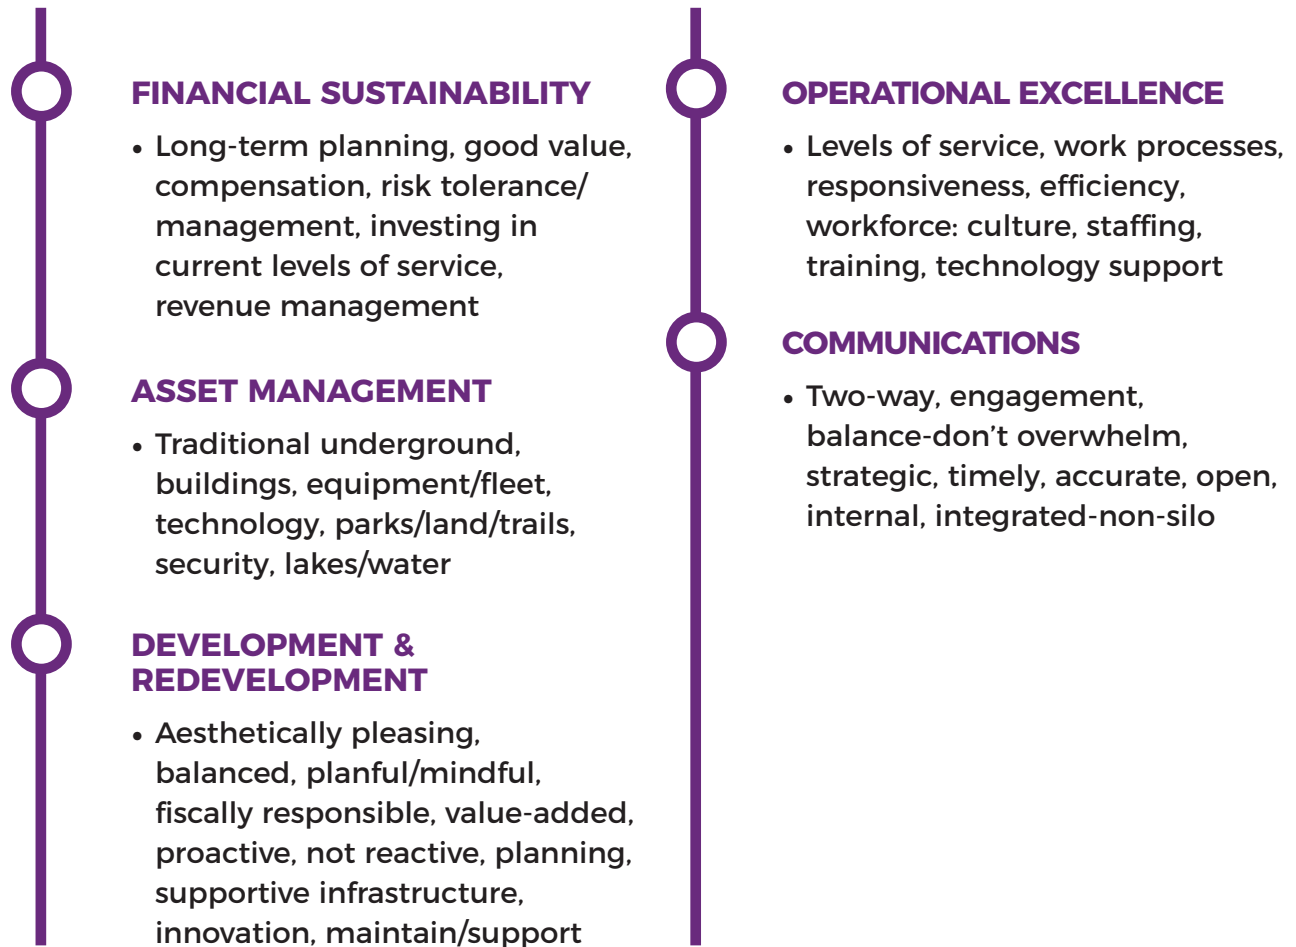 FINANCIAL SUSTAINABILITY
• Long-term planning, good value,
compensation, risk tolerance/
management, investing in
current levels of service,
revenue management
ASSET MANAGEMENT
• Traditional underground,
buildings, equipment/fleet,
technology, parks/land/trails,
security, lakes/water
DEVELOPMENT &
REDEVELOPMENT
• Aesthetically pleasing,
balanced, planful/mindful,
fiscally responsible, value-added,
proactive, not reactive, planning,
supportive infrastructure,
innovation, maintain/support
OPERATIONAL EXCELLENCE
• Levels of service, work processes,
responsiveness, efficiency,
workforce: culture, staffing,
training, technology support
COMMUNICATIONS
• Two-way, engagement,
balance-don’t overwhelm,
strategic, timely, accurate, open,
internal, integrated-non-silo